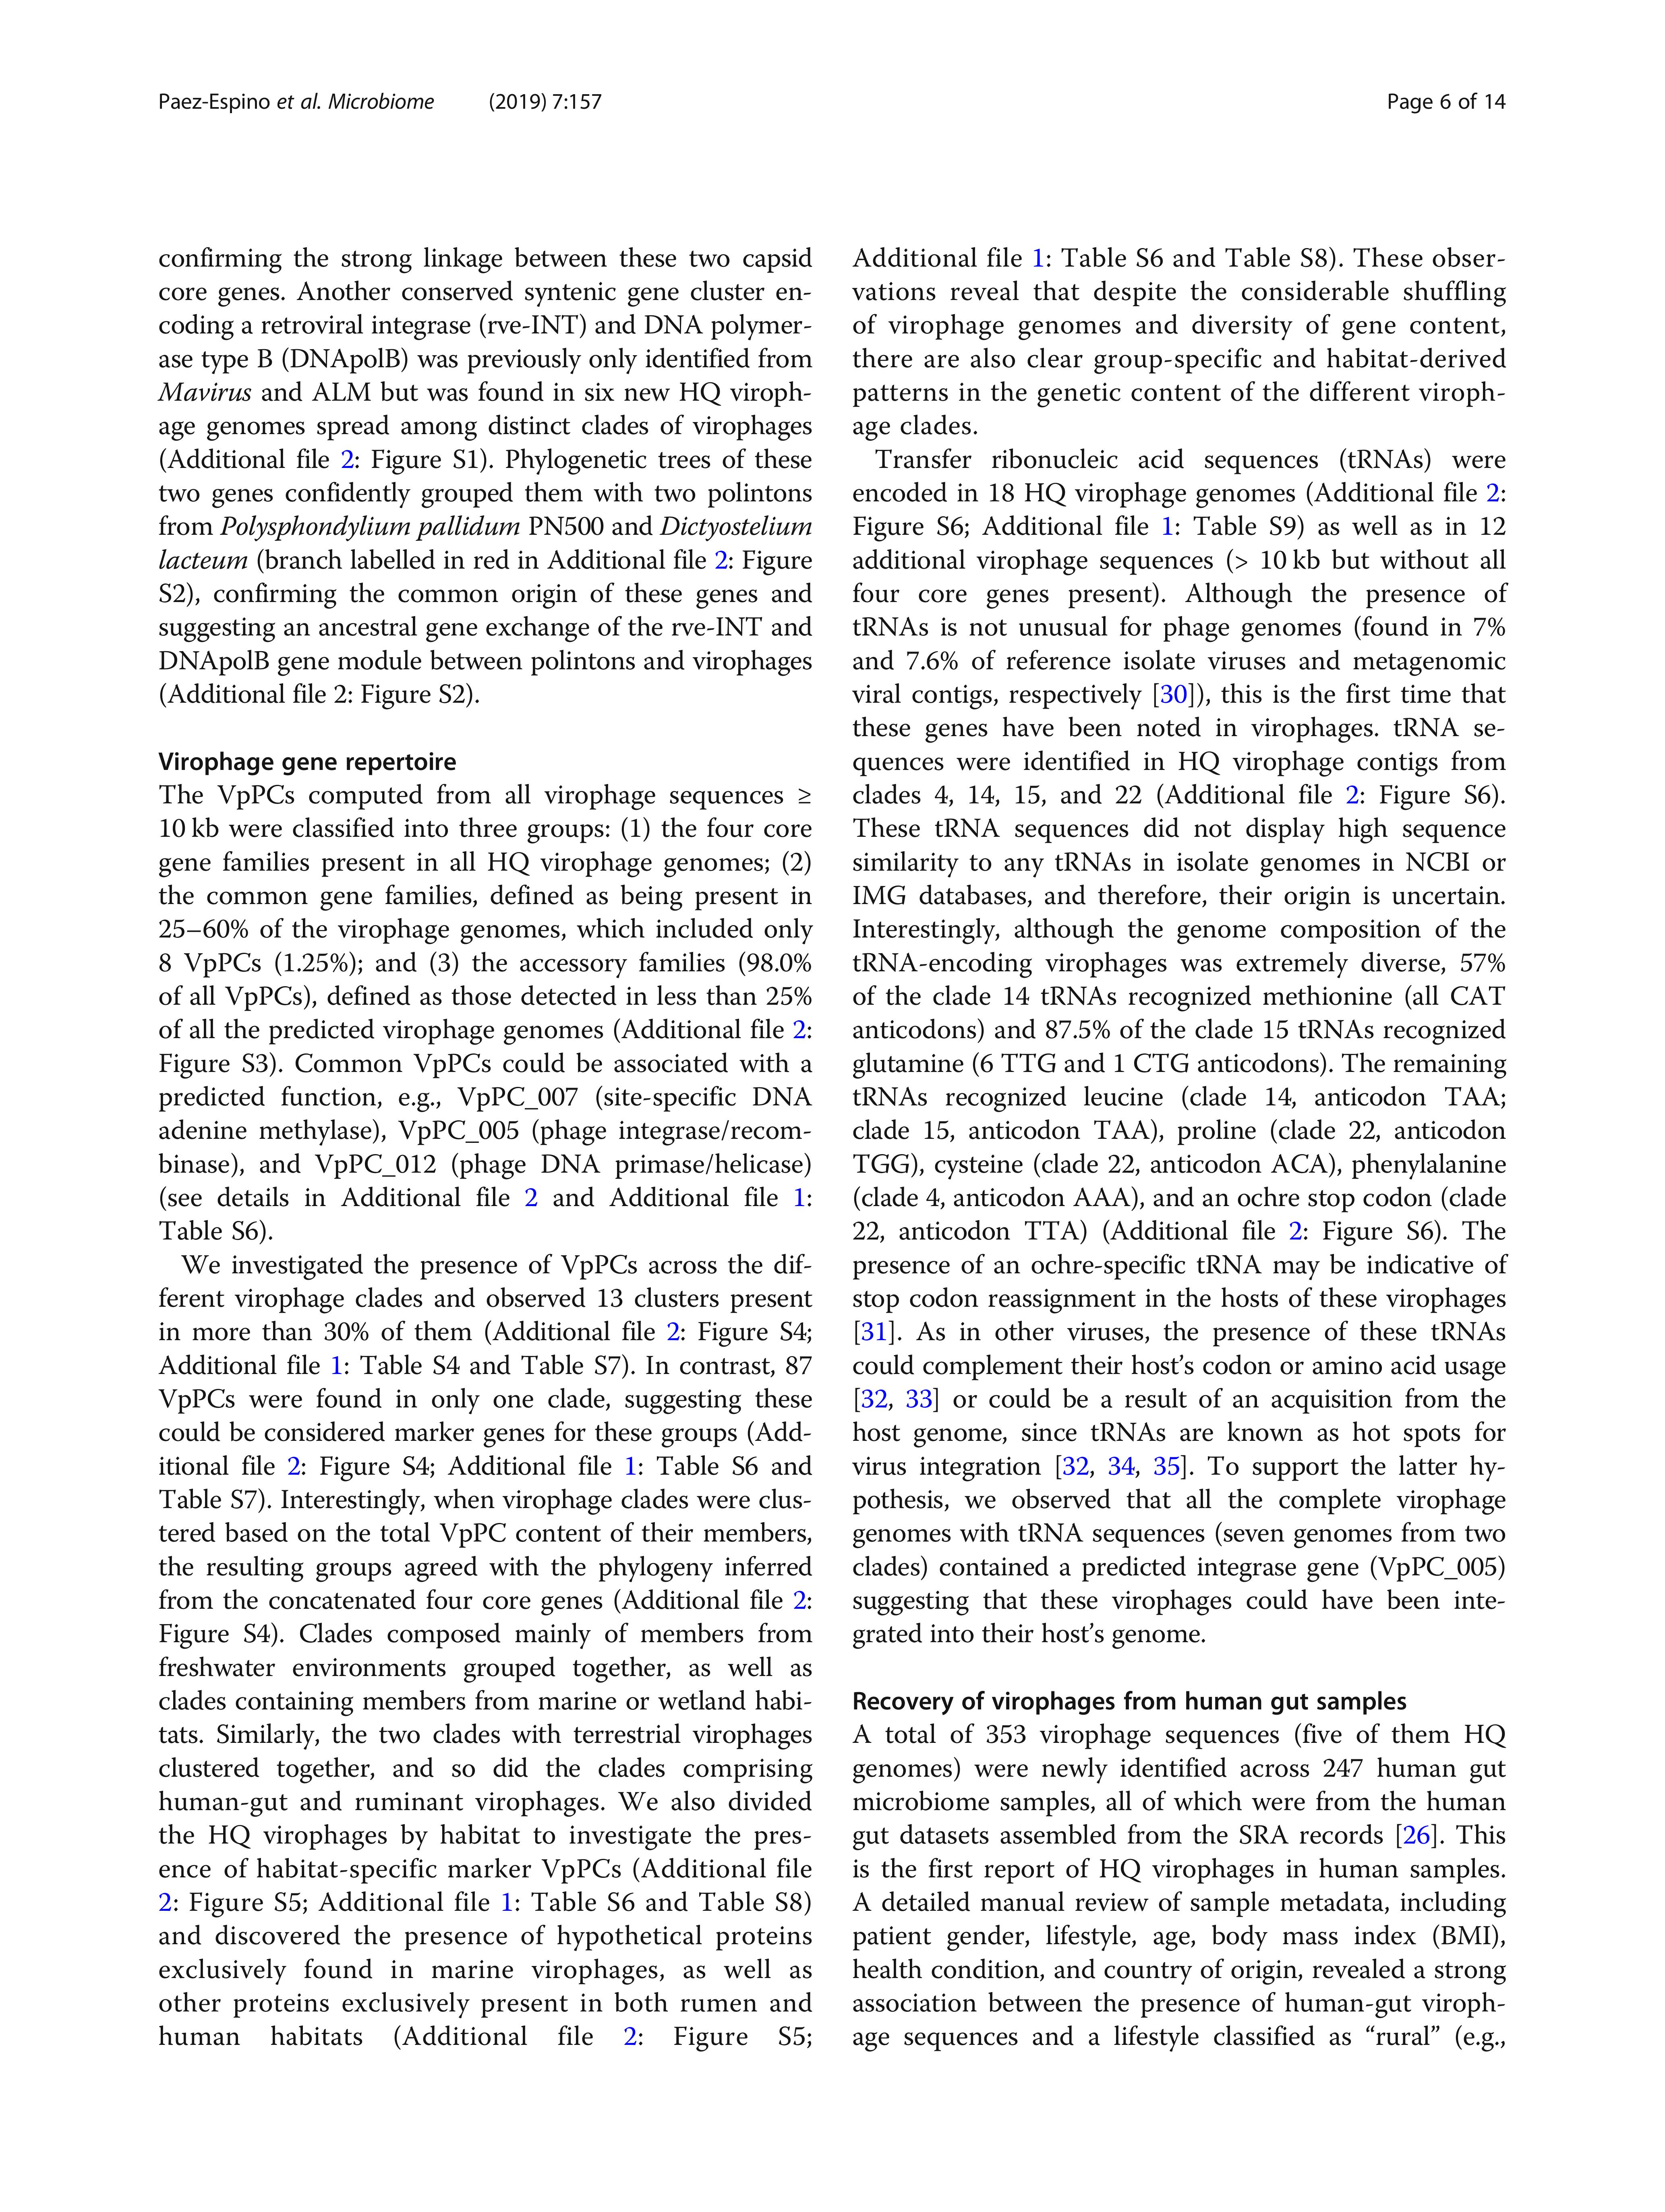 Paez-Espino et al. Microbiome (2019) 7:157 Page 6 of 14
confirming the strong linkage between these two capsid
core genes. Another conserved syntenic gene cluster en-
coding a retroviral integrase (rve-INT) and DNA polymer-
ase type B (DNApolB) was previously only identified from
Mavirus and ALM but was found in six new HQ viroph-
age genomes spread among distinct clades of virophages
(Additional file 2: Figure S1). Phylogenetic trees of these
two genes confidently grouped them with two polintons
from Polysphondylium pallidum PN500 and Dictyostelium
lacteum (branch labelled in red in Additional file 2: Figure
S2), confirming the common origin of these genes and
suggesting an ancestral gene exchange of the rve-INT and
DNApolB gene module between polintons and virophages
(Additional file 2: Figure S2).
Virophage gene repertoire
The VpPCs computed from all virophage sequences ≥
10 kb were classified into three groups: (1) the four core
gene families present in all HQ virophage genomes; (2)
the common gene families, defined as being present in
25–60% of the virophage genomes, which included only
8 VpPCs (1.25%); and (3) the accessory families (98.0%
of all VpPCs), defined as those detected in less than 25%
of all the predicted virophage genomes (Additional file 2:
Figure S3). Common VpPCs could be associated with a
predicted function, e.g., VpPC_007 (site-specific DNA
adenine methylase), VpPC_005 (phage integrase/recom-
binase), and VpPC_012 (phage DNA primase/helicase)
(see details in Additional file 2 and Additional file 1:
Table S6).
We investigated the presence of VpPCs across the dif-
ferent virophage clades and observed 13 clusters present
in more than 30% of them (Additional file 2: Figure S4;
Additional file 1: Table S4 and Table S7). In contrast, 87
VpPCs were found in only one clade, suggesting these
could be considered marker genes for these groups (Add-
itional file 2: Figure S4; Additional file 1: Table S6 and
Table S7). Interestingly, when virophage clades were clus-
tered based on the total VpPC content of their members,
the resulting groups agreed with the phylogeny inferred
from the concatenated four core genes (Additional file 2:
Figure S4). Clades composed mainly of members from
freshwater environments grouped together, as well as
clades containing members from marine or wetland habi-
tats. Similarly, the two clades with terrestrial virophages
clustered together, and so did the clades comprising
human-gut and ruminant virophages. We also divided
the HQ virophages by habitat to investigate the pres-
ence of habitat-specific marker VpPCs (Additional file
2: Figure S5; Additional file 1: Table S6 and Table S8)
and discovered the presence of hypothetical proteins
exclusively found in marine virophages, as well as
other proteins exclusively present in both rumen and
human habitats (Additional file 2: Figure S5;
Additional file 1: Table S6 and Table S8). These obser-
vations reveal that despite the considerable shuffling
of virophage genomes and diversity of gene content,
there are also clear group-specific and habitat-derived
patterns in the genetic content of the different viroph-
age clades.
Transfer ribonucleic acid sequences (tRNAs) were
encoded in 18 HQ virophage genomes (Additional file 2:
Figure S6; Additional file 1: Table S9) as well as in 12
additional virophage sequences (> 10 kb but without all
four core genes present). Although the presence of
tRNAs is not unusual for phage genomes (found in 7%
and 7.6% of reference isolate viruses and metagenomic
viral contigs, respectively [30]), this is the first time that
these genes have been noted in virophages. tRNA se-
quences were identified in HQ virophage contigs from
clades 4, 14, 15, and 22 (Additional file 2: Figure S6).
These tRNA sequences did not display high sequence
similarity to any tRNAs in isolate genomes in NCBI or
IMG databases, and therefore, their origin is uncertain.
Interestingly, although the genome composition of the
tRNA-encoding virophages was extremely diverse, 57%
of the clade 14 tRNAs recognized methionine (all CAT
anticodons) and 87.5% of the clade 15 tRNAs recognized
glutamine (6 TTG and 1 CTG anticodons). The remaining
tRNAs recognized leucine (clade 14, anticodon TAA;
clade 15, anticodon TAA), proline (clade 22, anticodon
TGG), cysteine (clade 22, anticodon ACA), phenylalanine
(clade 4, anticodon AAA), and an ochre stop codon (clade
22, anticodon TTA) (Additional file 2: Figure S6). The
presence of an ochre-specific tRNA may be indicative of
stop codon reassignment in the hosts of these virophages
[31]. As in other viruses, the presence of these tRNAs
could complement their host’s codon or amino acid usage
[32, 33] or could be a result of an acquisition from the
host genome, since tRNAs are known as hot spots for
virus integration [32, 34, 35]. To support the latter hy-
pothesis, we observed that all the complete virophage
genomes with tRNA sequences (seven genomes from two
clades) contained a predicted integrase gene (VpPC_005)
suggesting that these virophages could have been inte-
grated into their host’s genome.
Recovery of virophages from human gut samples
A total of 353 virophage sequences (five of them HQ
genomes) were newly identified across 247 human gut
microbiome samples, all of which were from the human
gut datasets assembled from the SRA records [26]. This
is the first report of HQ virophages in human samples.
A detailed manual review of sample metadata, including
patient gender, lifestyle, age, body mass index (BMI),
health condition, and country of origin, revealed a strong
association between the presence of human-gut viroph-
age sequences and a lifestyle classified as “rural” (e.g.,